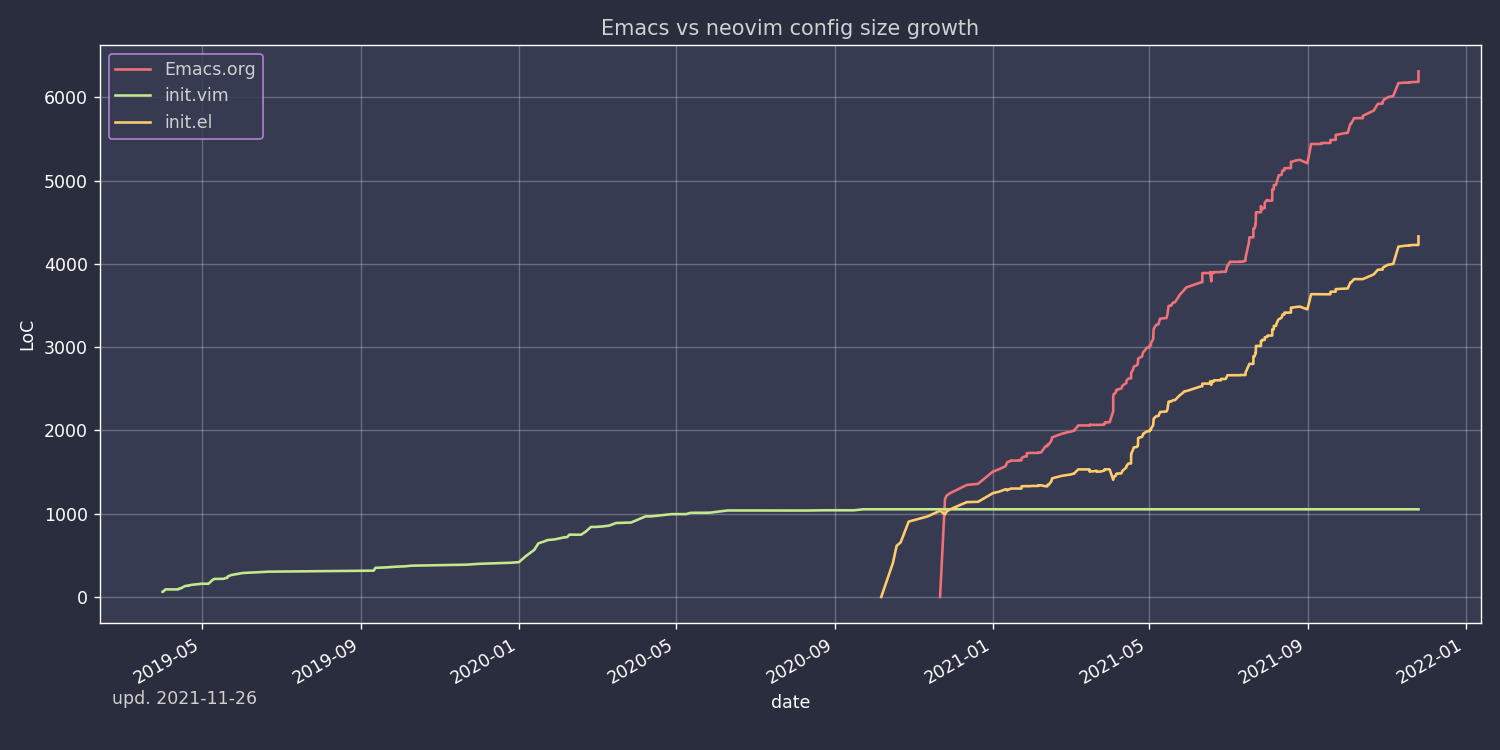 Emacs vs neovim config size growth
Emacs.org
init.vim
init.el
6000
5000
4000
3000
2000
1000
0
LoC
2019-05
2019-09
2020-01
2020-05
2020-09
2021-01
2021-05
2021-09
2022-01
date
upd. 2021-11-26